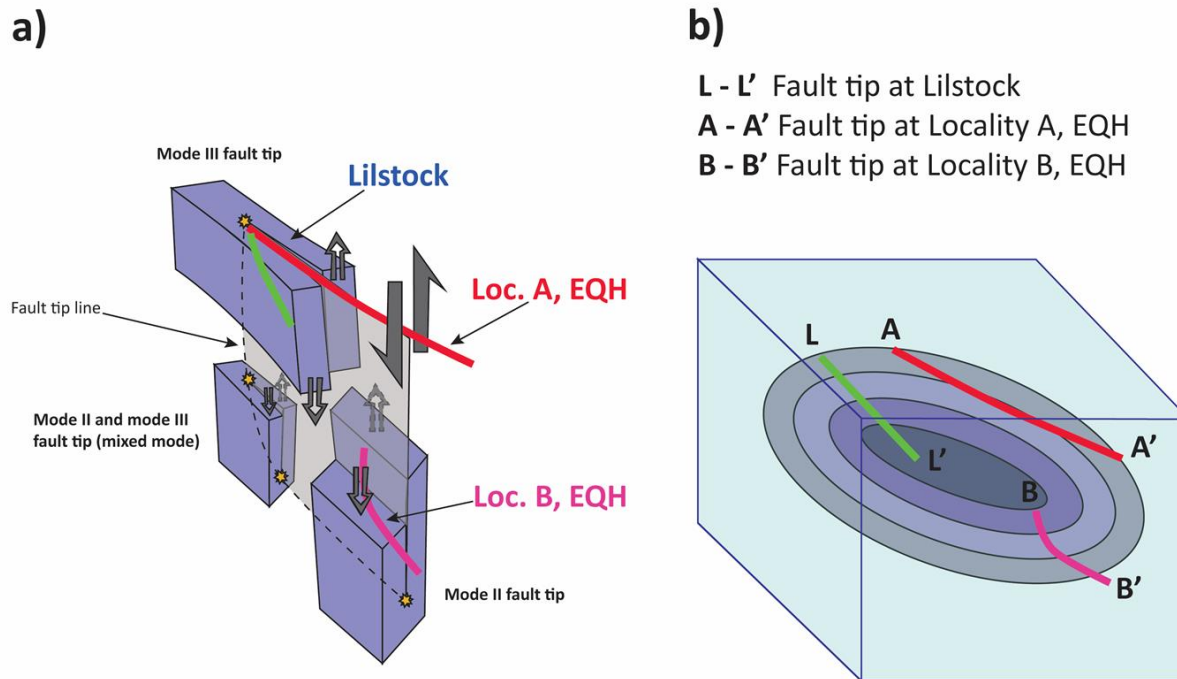 a)
Mode III fault tip
Lilstock
Loc. A, EQH
Fault tip line
Mode II and mode III
fault tip (mixed mode)
Loc. B, EQH
Mode II fault tip
b)
L - L’ Fault tip at Lilstock
A - A’ Fault tip at Locality A, EQH
B - B’ Fault tip at Locality B, EQH
L
A
L’
A’
B
B’